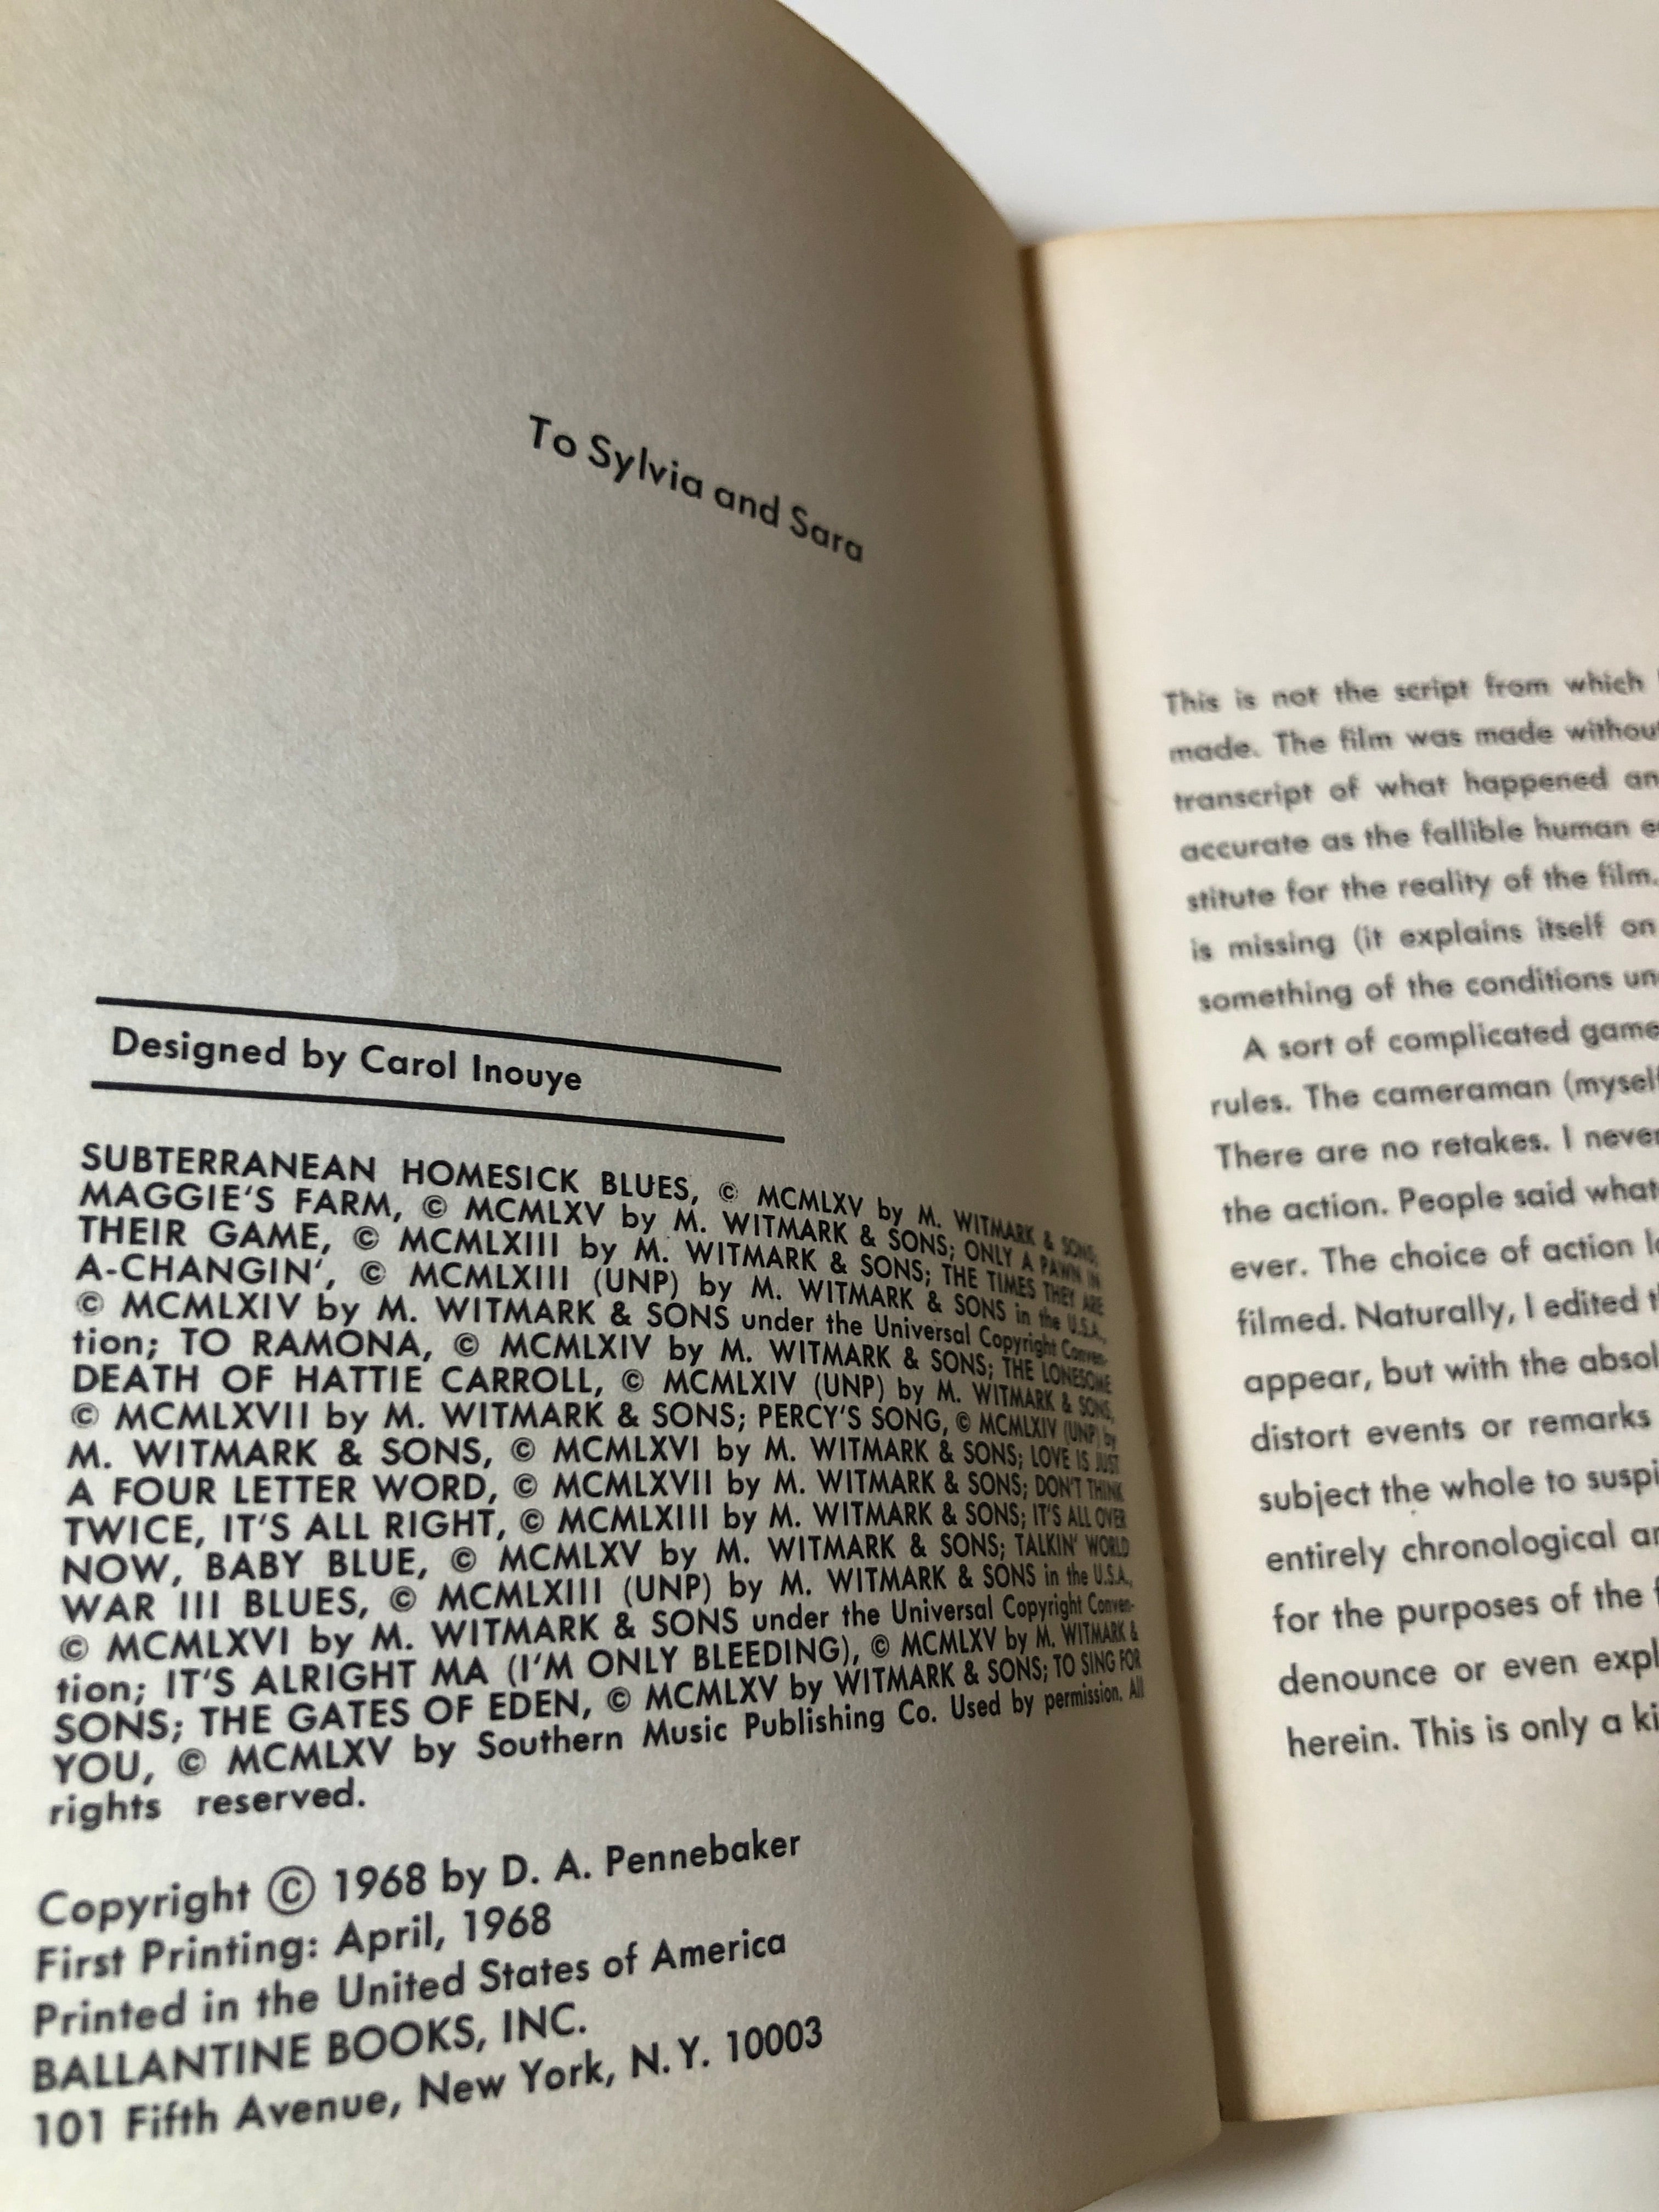 To Sylvia and Sara
Designed by Carol Inouye
SUBTERRANEAN HOMESICK BLUES, © MCMLXV by M. WITMARK & SONS;
MAGGIE'S FARM, © MCMLXV by M. WITMARK & SONS; ONLY A PAWN IN
THEIR GAME, © MCMLXIII by M. WITMARK & SONS; THE TIMES THEY ARE
A-CHANGIN', © MCMLXIII (UNP) by M. WITMARK & SONS in the U.S.A.,
© MCMLXIV by M. WITMARK & SONS under the Universal Copyright Conven-
tion; TO RAMONA, © MCMLXIV by M. WITMARK & SONS; THE LONESOME
DEATH OF HATTIE CARROLL, © MCMLXIV (UNP) by M. WITMARK & SONS,
© MCMLXVII by M. WITMARK & SONS; PERCY'S SONG, © MCMLXIV (UNP) by
M. WITMARK & SONS, © MCMLXVI by M. WITMARK & SONS; LOVE IS JUST
A FOUR LETTER WORD, © MCMLXVII by M. WITMARK & SONS; DON'T THINK
TWICE, IT'S ALL RIGHT, © MCMLXIII by M. WITMARK & SONS; IT'S ALL OVER
NOW, BABY BLUE, © MCMLXV by M. WITMARK & SONS; TALKIN' WORLD
WAR III BLUES, © MCMLXIII (UNP) by M. WITMARK & SONS in the U.S.A.,
© MCMLXVI by M. WITMARK & SONS under the Universal Copyright Conven-
tion; IT'S ALRIGHT MA (I'M ONLY BLEEDING), © MCMLXV by M. WITMARK &
SONS; THE GATES OF EDEN, © MCMLXV by WITMARK & SONS; TO SING FOR
YOU, © MCMLXV by Southern Music Publishing Co. Used by permission. All
rights reserved.
Copyright © 1968 by D. A. Pennebaker
First Printing: April, 1968
Printed in the United States of America
BALLANTINE BOOKS, INC.
101 Fifth Avenue, New York, N.Y. 10003
This is not the script from which
made. The film was made without
transcript of what happened an
accurate as the fallible human
stitute for the reality of the film.
is missing (it explains itself on
something of the conditions un
A sort of complicated game
rules. The cameraman (myself
There are no retakes. I never
the action. People said what
ever. The choice of action
filmed. Naturally, I edited
appear, but with the absol
distort events or remarks
subject the whole to suspi
entirely chronological
for the purposes of the
denounce or even expl
herein. This is only a ki